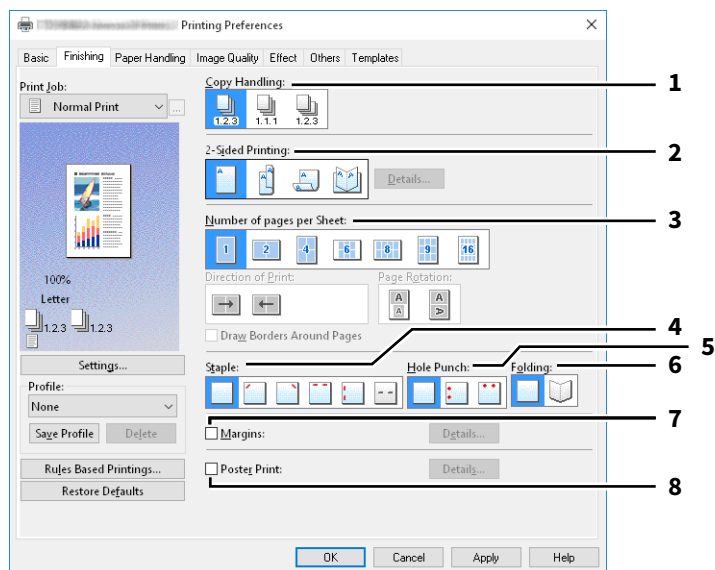 Printing Preferences
Basic Finishing Paper Handling Image Quality Effect Others Templates
Print Job:
Normal Print
...
100%
Letter
1.2.3 1.2.3
Settings...
Profile:
None
Save Profile Delete
Rules Based Printings...
Restore Defaults
Copy Handling:
1.2.3 1.1.1 1.2.3
2-Sided Printing:
A A A A A
Details...
Number of pages per Sheet:
1 2 4 6 8 9 16
Direction of Print: Page Rotation:
A A A A
Draw Borders Around Pages
Staple: Hole Punch: Folding:
Margins: Details...
Poster Print: Details...
OK Cancel Apply Help
1
2
3
4
5
6
7
8